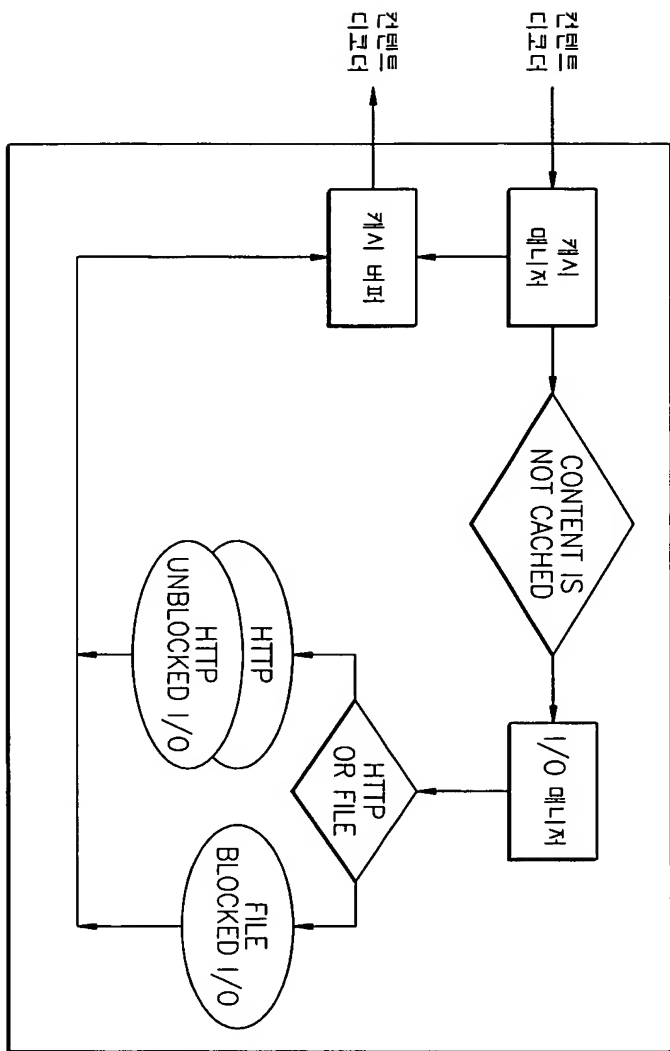 컨텐트
디코더
캐시
매니저
CONTENT IS
NOT CACHED
I/O 매니저
컨텐트
디코더
캐시 버퍼
HTTP
OR FILE
HTTP
HTTP
UNBLOCKED I/O
FILE
BLOCKED I/O